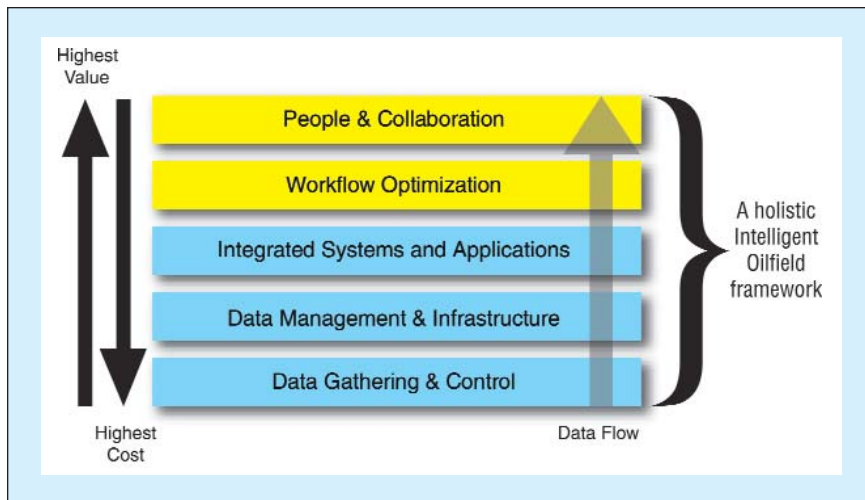 Highest
Value
People & Collaboration
Workflow Optimization
Integrated Systems and Applications
Data Management & Infrastructure
Data Gathering & Control
A holistic
Intelligent
Oilfield
framework
Highest
Cost
Data Flow